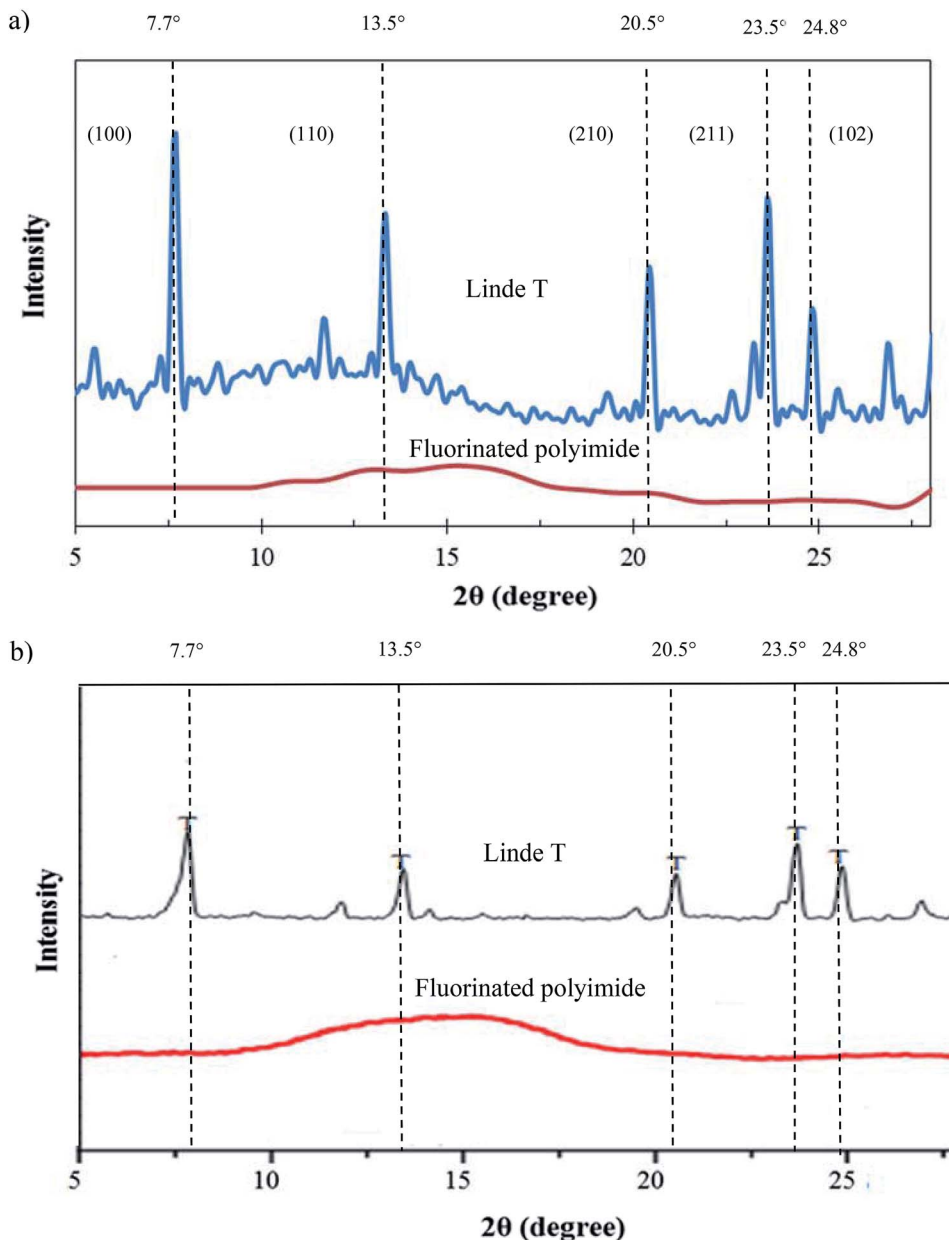 a)
7.7° 13.5° 20.5° 23.5° 24.8°
(100) (110) (210) (211) (102)
Intensity
Linde T
Fluorinated polyimide
5 10 15 20 25
2θ (degree)
b)
7.7° 13.5° 20.5° 23.5° 24.8°
T T T T T
Intensity
Linde T
Fluorinated polyimide
5 10 15 20 25
2θ (degree)